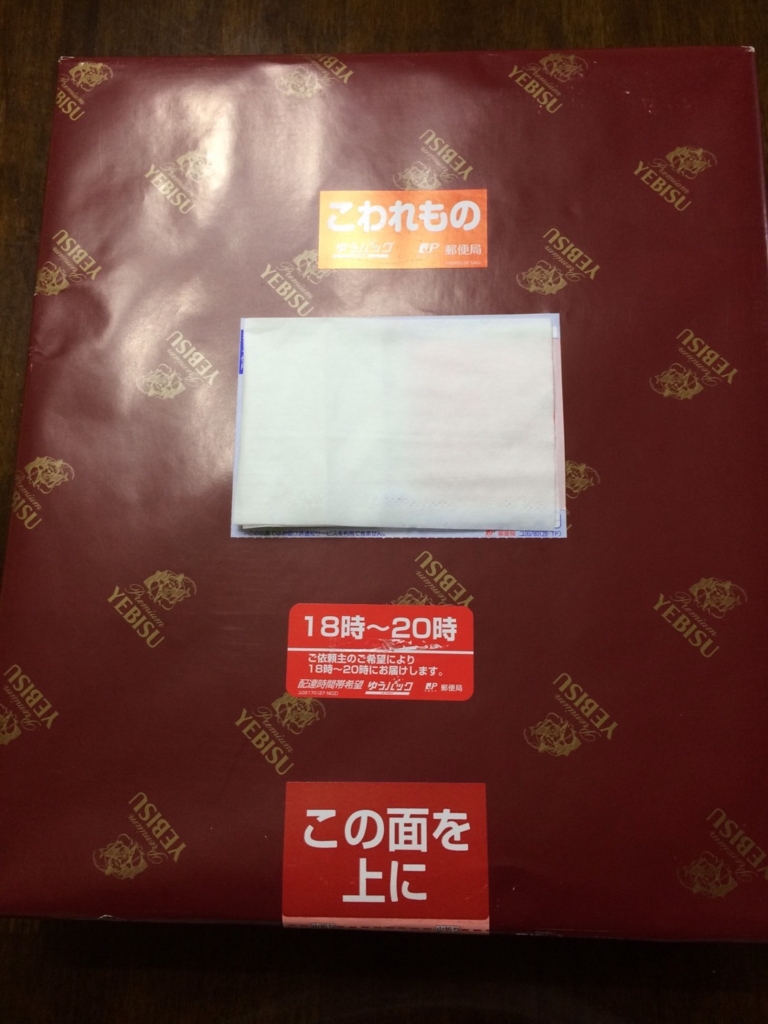 Premium
YEBISU
こわれもの
ゆうパック
郵便局
18時〜20時
ご依頼主のご希望により
18時〜20時にお届けします。
配達時間帯希望 ゆうパック 郵便局
この面を
上に